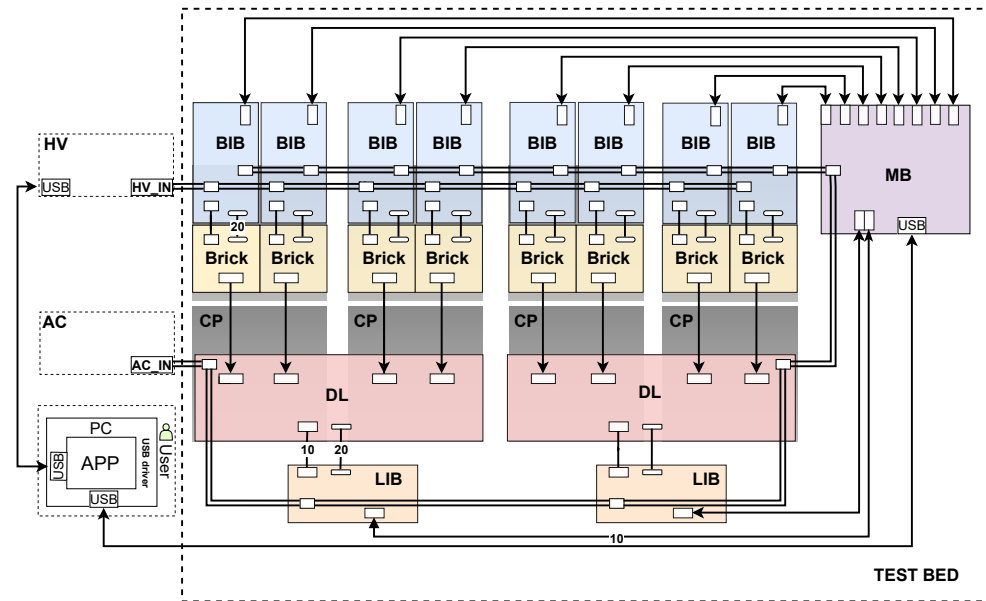 HV
USB
HV_IN
BIB
BIB
BIB
BIB
BIB
BIB
BIB
BIB
MB
20
USB
Brick
Brick
Brick
Brick
Brick
Brick
Brick
Brick
AC
AC_IN
CP
CP
CP
CP
DL
DL
PC
APP
USB
USB
USB driver
User
10
20
LIB
LIB
10
TEST BED